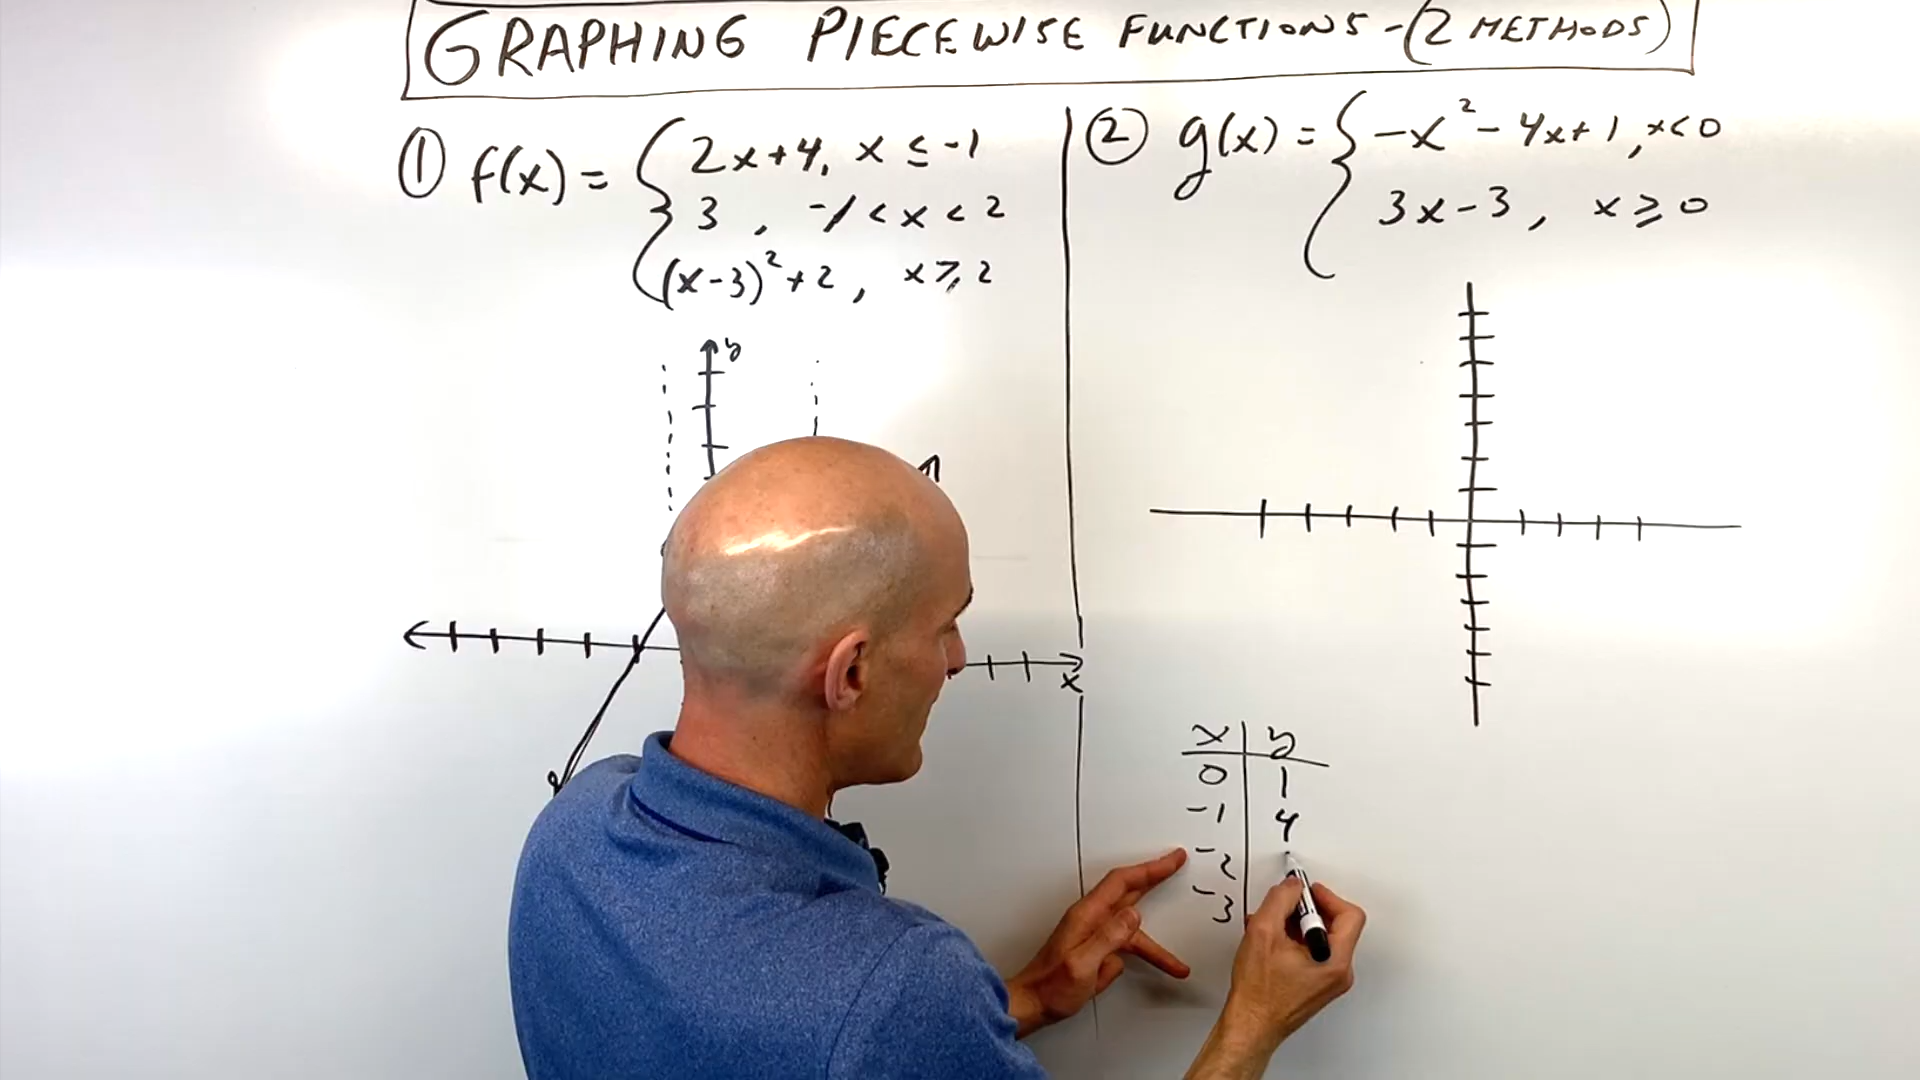 GRAPHING PIECEWISE FUNCTIONS - (2 METHODS)
① f(x) = { 2x+4, x ≤ -1
3 , -1 < x < 2
(x-3)² + 2 , x ≥ 2
y
x
② g(x) = { -x² - 4x + 1, x < 0
3x - 3 , x ≥ 0
x | y
0 | 1
-1 | 4
-2
-3